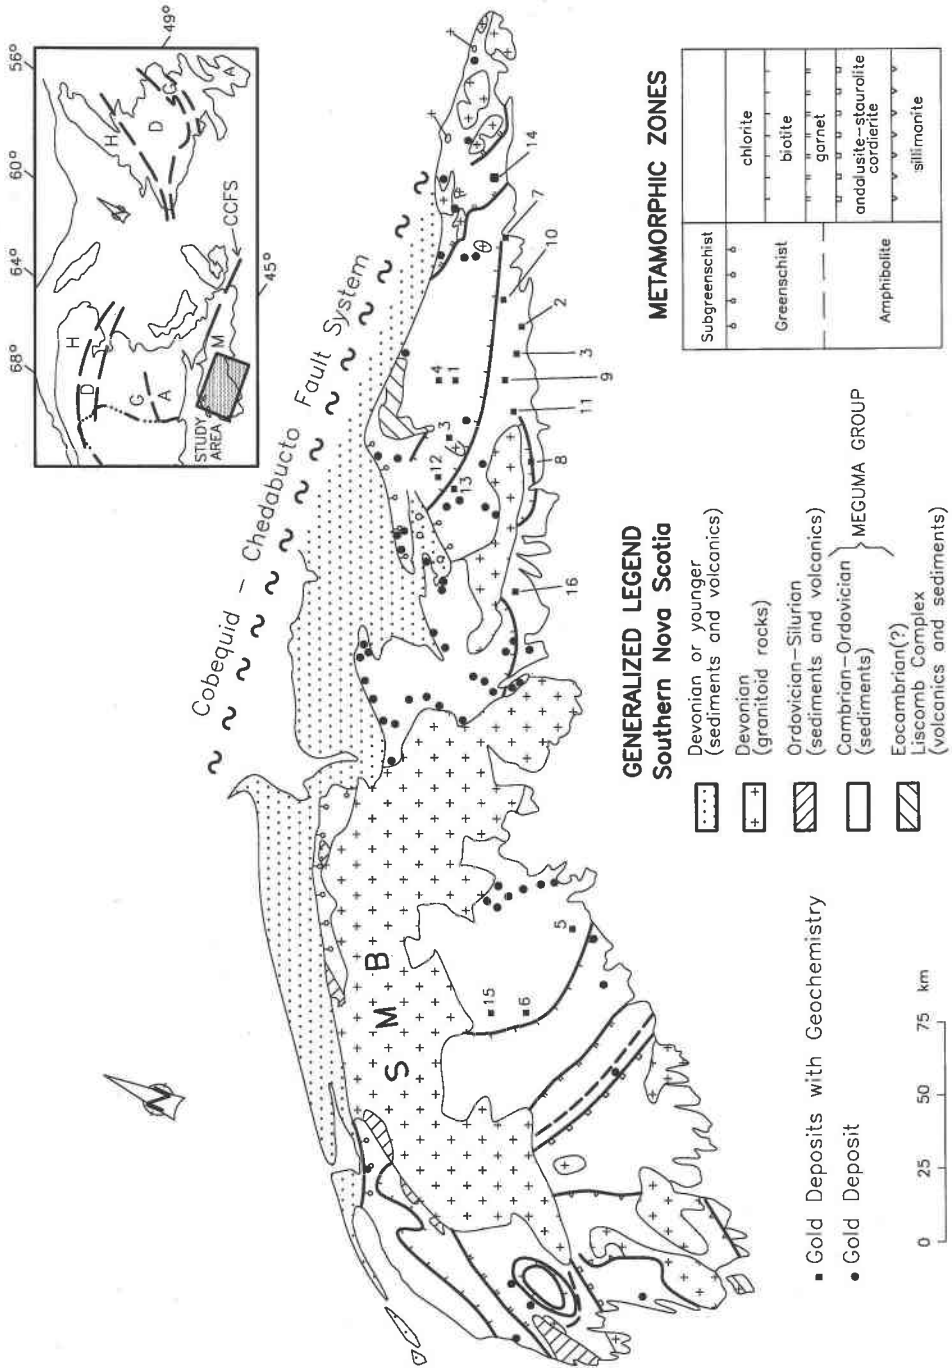 68°
64°
60°
56°
49°
45°
H
D
G
A
M
H
D
G
A
STUDY
AREA
CCFS
Cobequid - Chedabucto Fault System
N
S M B
15
6
5
16
12
13
3
4
1
8
11
9
3
2
10
7
14
GENERALIZED LEGEND
Southern Nova Scotia
Devonian or younger
(sediments and volcanics)
Devonian
(granitoid rocks)
Ordovician-Silurian
(sediments and volcanics)
Cambrian-Ordovician
(sediments)
MEGUMA GROUP
Eocambrian(?)
Liscomb Complex
(volcanics and sediments)
METAMORPHIC ZONES
Subgreenschist
Greenschist
Amphibolite
chlorite
biotite
garnet
andalusite-staurolite
cordierite
sillimanite
Gold Deposits with Geochemistry
Gold Deposit
0 25 50 75 km